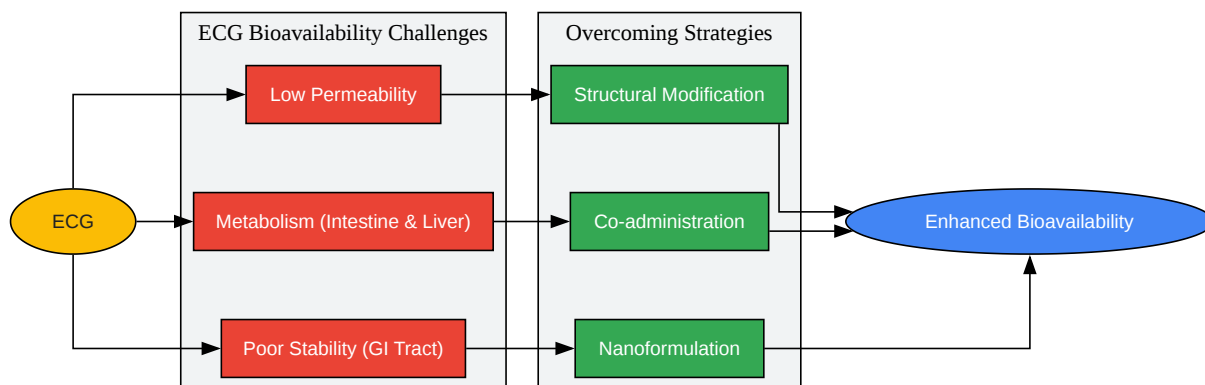 ECG Bioavailability Challenges
Overcoming Strategies
Low Permeability
Structural Modification
ECG
Metabolism (Intestine & Liver)
Co-administration
Enhanced Bioavailability
Poor Stability (GI Tract)
Nanoformulation